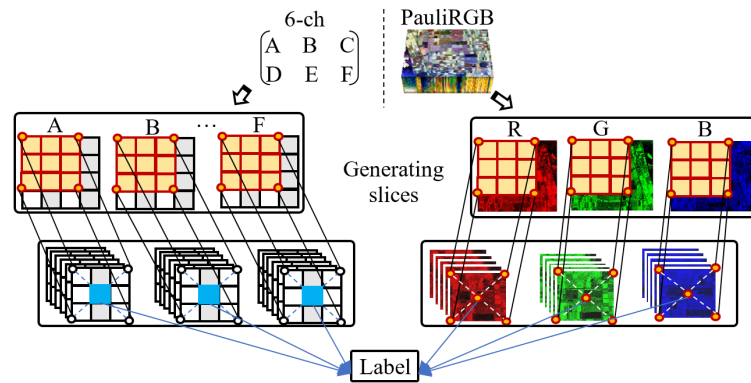 6-ch
PauliRGB
A B C
D E F
A B ... F
R G B
Generating
slices
Label